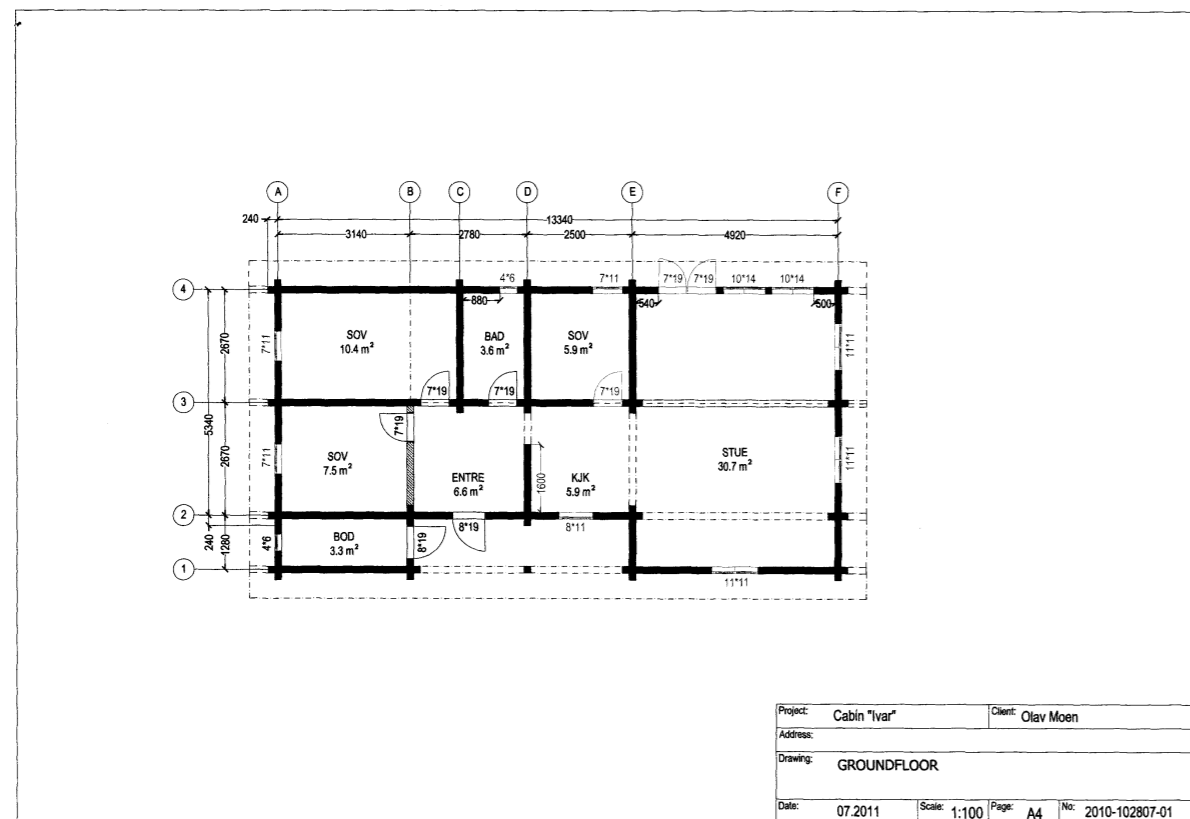 A B C D E F
240 13340
3140 2780 2500 4920
4*6 7*11 7*19 7*19 10*14 10*14
4
880 540 500
7*11 2670 SOV BAD SOV 11*11
10.4 m² 3.6 m² 5.9 m²
7*19 7*19 7*19
3
5340 7*19
7*11 2670 SOV STUE 11*11
7.5 m² 30.7 m²
ENTRE 1600 KJK
6.6 m² 5.9 m²
2
8*19 8*11
240 1280 4*6 BOD 8*19
3.3 m²
1
11*11
Project: Cabin "Ivar" Client: Olav Moen
Address:
Drawing: GROUNDFLOOR
Date: 07.2011 Scale: 1:100 Page: A4 No: 2010-102807-01